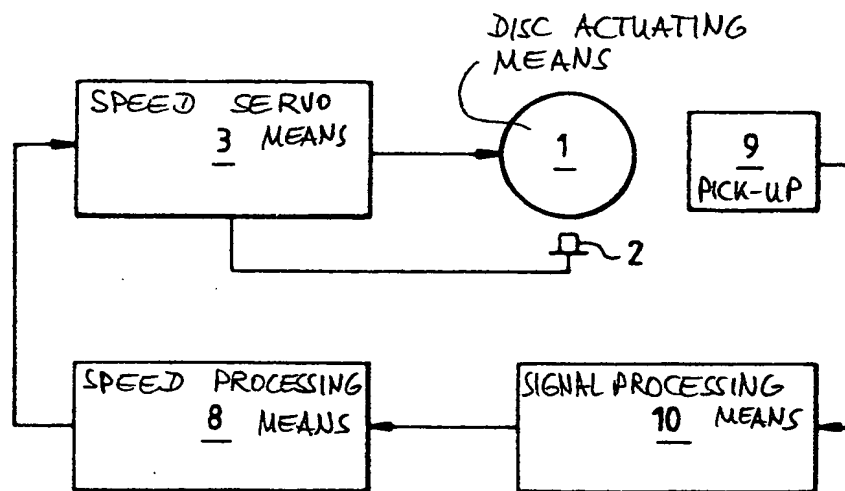 DISC ACTUATING
MEANS
SPEED SERVO
3 MEANS
1
9
PICK-UP
2
SPEED PROCESSING
8 MEANS
SIGNAL PROCESSING
10 MEANS